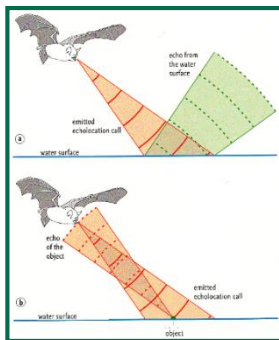 echo from
the water
surface
emitted
echolocation call
water surface
a
echo
of the
object
emitted
echolocation call
water surface
b
object